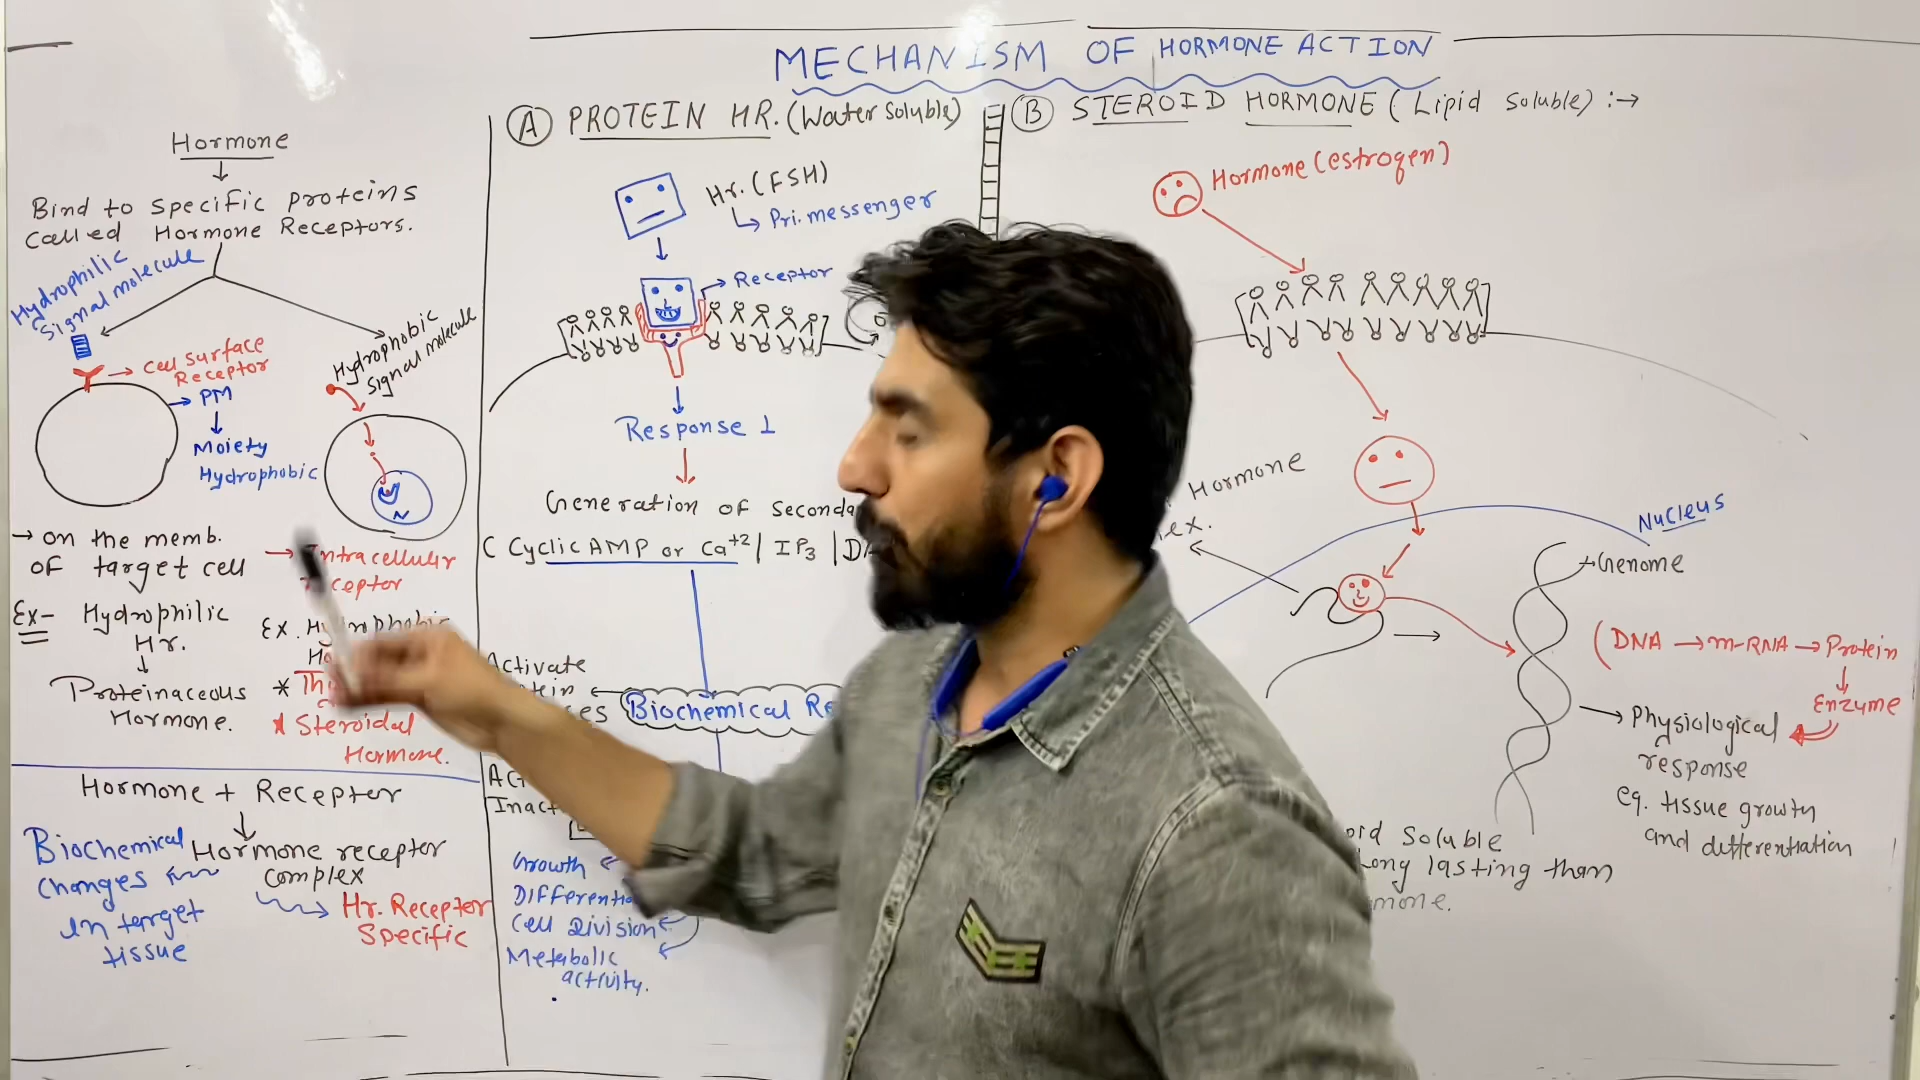 MECHANISM OF HORMONE ACTION
Hormone
Bind to specific proteins
called Hormone Receptors.
Hydrophilic
Signal molecule
Cell surface
Receptor
PM
Moiety
Hydrophobic
Hydrophobic
signal molecule
N
→ on the memb.
of target cell
Ex- Hydrophilic
Hr.
Proteinaceous
Hormone.
→ Intracellular
Ex.
* Steroidal
Hormone.
Hormone + Receptor
Hormone receptor
complex
Biochemical
changes
in target
tissue
Hr. Receptor
Specific
(A) PROTEIN HR. (Water soluble)
Hr. (FSH)
Pri. messenger
Receptor
Response 1
Generation of
C Cyclic AMP or Ca+2 | IP3 |
Activate
Biochemical
Growth
Cell Division
Metabolic
activity.
(B) STEROID HORMONE (Lipid soluble) :→
Hormone (estrogen)
Hormone
Nucleus
Genome
(DNA → m-RNA → Protein
Enzyme
Physiological
response
eg. tissue growth
and differentiation
soluble
long lasting than